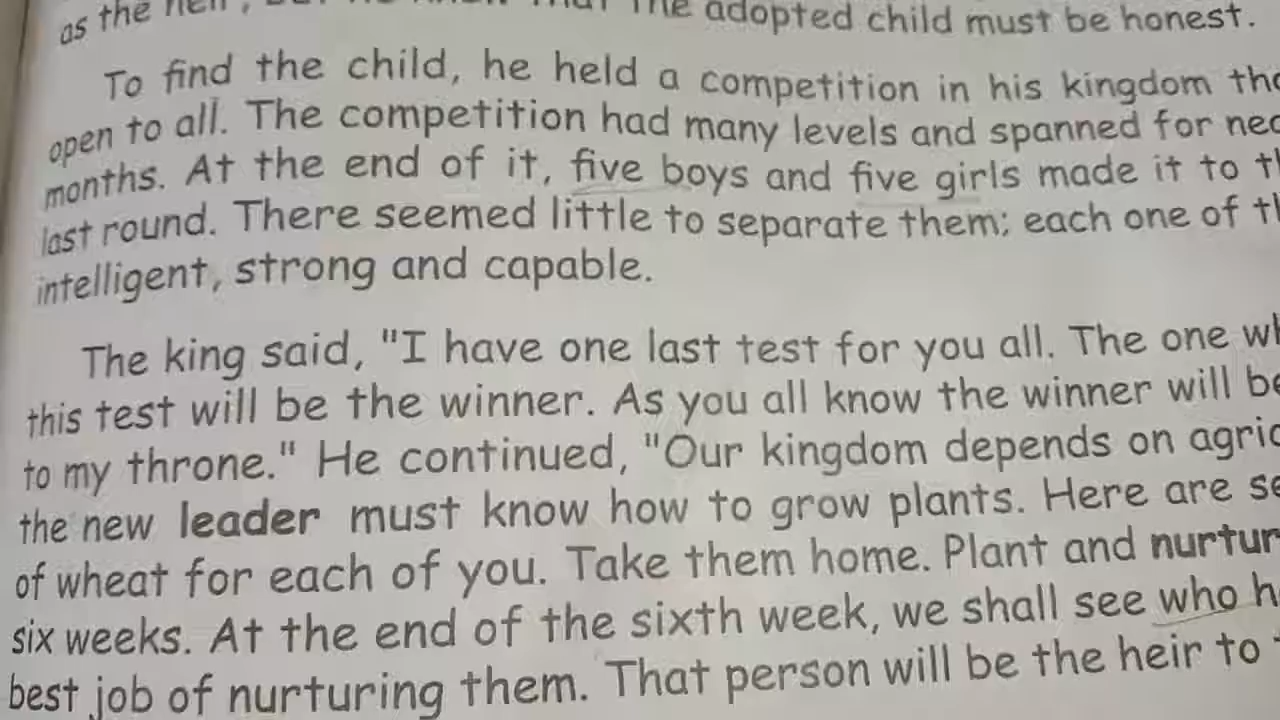 as the heir, but he knew that the adopted child must be honest.
To find the child, he held a competition in his kingdom
open to all. The competition had many levels and spanned for
months. At the end of it, five boys and five girls made it to
last round. There seemed little to separate them; each one of
intelligent, strong and capable.
The king said, "I have one last test for you all. The one
this test will be the winner. As you all know the winner will
to my throne." He continued, "Our kingdom depends on
the new leader must know how to grow plants. Here are
of wheat for each of you. Take them home. Plant and
six weeks. At the end of the sixth week, we shall see who
best job of nurturing them. That person will be the heir to